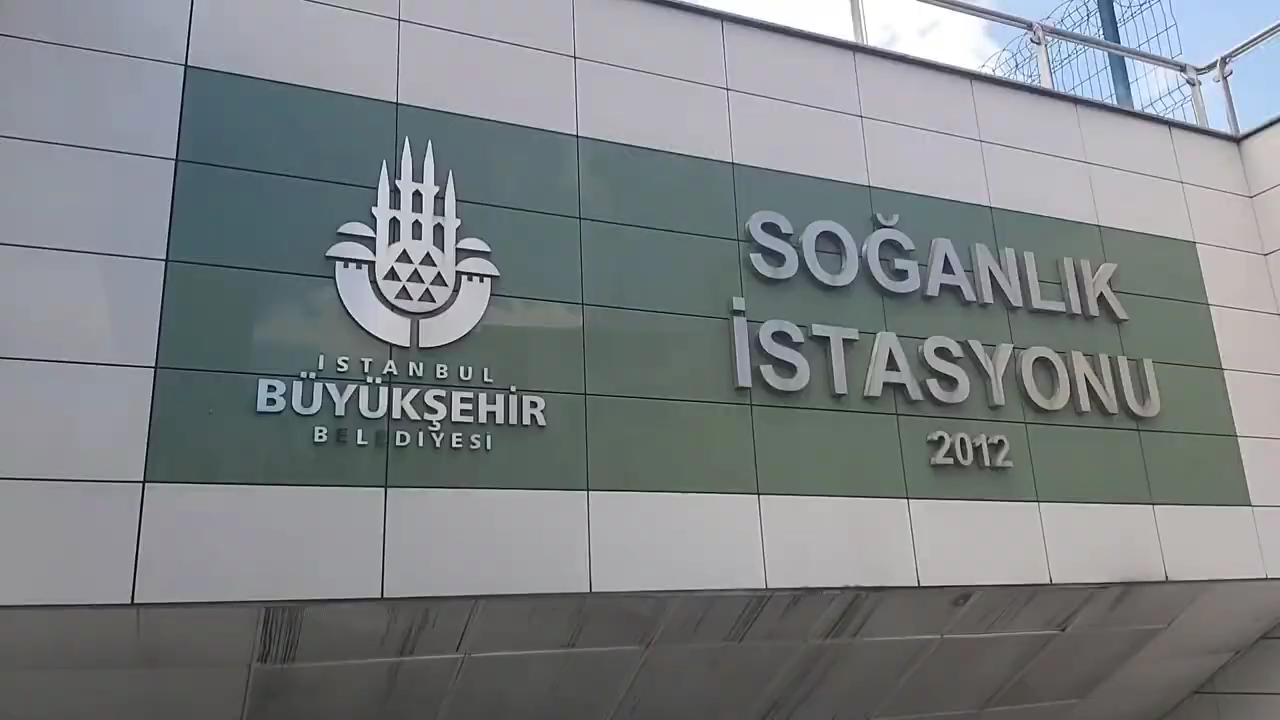 İSTANBUL
BÜYÜKŞEHİR
BELEDİYESİ
SOĞANLIK
İSTASYONU
2012